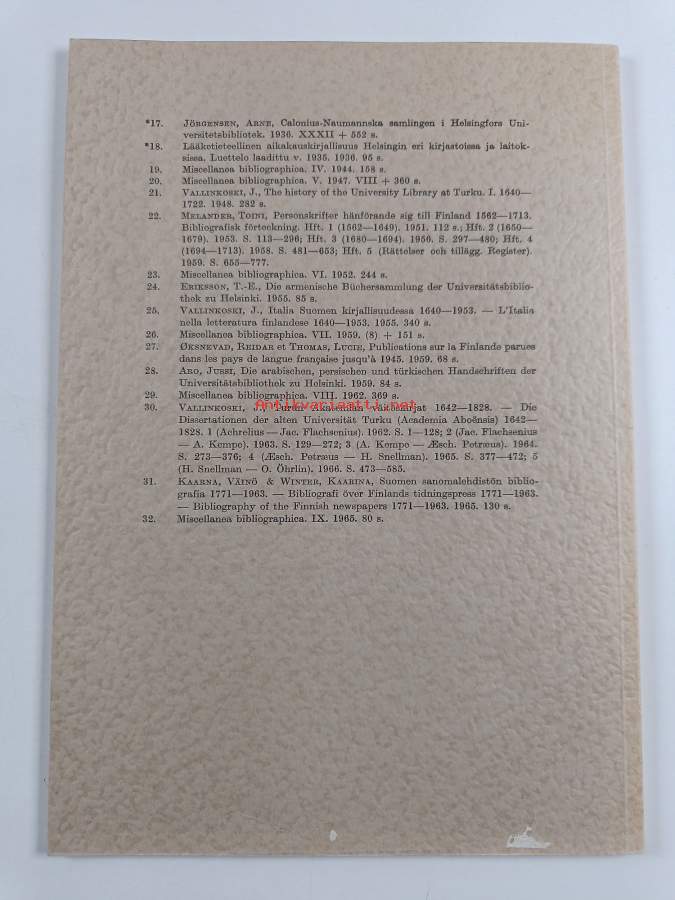 *17. JÖRGENSEN, ARNE, Calonius-Naumannska samlingen i Helsingfors Uni-
versitetsbibliotek. 1936. XXXII + 552 s.
*18. Lääketieteellinen aikakauskirjallisuus Helsingin eri kirjastoissa ja laitok-
sissa. Luettelo laadittu v. 1935. 1936. 95 s.
19. Miscellanea bibliographica. IV. 1944. 158 s.
20. Miscellanea bibliographica. V. 1947. VIII + 360 s.
21. VALLINKOSKI, J., The history of the University Library at Turku. I. 1640—
1722. 1948. 282 s.
22. MELANDER, TOINI, Personskrifter hänförande sig till Finland 1562—1713.
Bibliografisk förteckning. Hft. 1 (1562—1649). 1951. 112 s.; Hft. 2 (1650—
1679). 1953. S. 113—296; Hft. 3 (1680—1694). 1956. S. 297—480; Hft. 4
(1694—1713). 1958. S. 481—653; Hft. 5 (Rättelser och tillägg. Register).
1959. S. 655—777.
23. Miscellanea bibliographica. VI. 1952. 244 s.
24. ERIKSSON, T.-E., Die armenische Büchersammlung der Universitätsbiblio-
thek zu Helsinki. 1955. 85 s.
25. VALLINKOSKI, J., Italia Suomen kirjallisuudessa 1640—1953. — L'Italia
nella letteratura finlandese 1640—1953. 1955. 340 s.
26. Miscellanea bibliographica. VII. 1959. (8) + 151 s.
27. ØKSNEVAD, REIDAR et THOMAS, LUCIE, Publications sur la Finlande parues
dans les pays de langue française jusqu'à 1945. 1959. 68 s.
28. ARO, JUSSI, Die arabischen, persischen und türkischen Handschriften der
Universitätsbibliothek zu Helsinki. 1959. 84 s.
29. Miscellanea bibliographica. VIII. 1962. 369 s.
antikvariaatti.net
30. VALLINKOSKI, J., Turun akatemian väitöskirjat 1642—1828. — Die
Dissertationen der alten Universität Turku (Academia Aboënsis) 1642—
1828. 1 (Achrelius — Jac. Flachsenius). 1962. S. 1—128; 2 (Jac. Flachsenius
— A. Kempe). 1963. S. 129—272; 3 (A. Kempe — Æsch. Petræus). 1964.
S. 273—376; 4 (Æsch. Petræus — H. Snellman). 1965. S. 377—472; 5
(H. Snellman — O. Öhrlin). 1966. S. 473—585.
31. KAARNA, VÄINÖ & WINTER, KAARINA, Suomen sanomalehdistön biblio-
grafia 1771—1963. — Bibliografi över Finlands tidningspress 1771—1963.
— Bibliography of the Finnish newspapers 1771—1963. 1965. 130 s.
32. Miscellanea bibliographica. IX. 1965. 80 s.